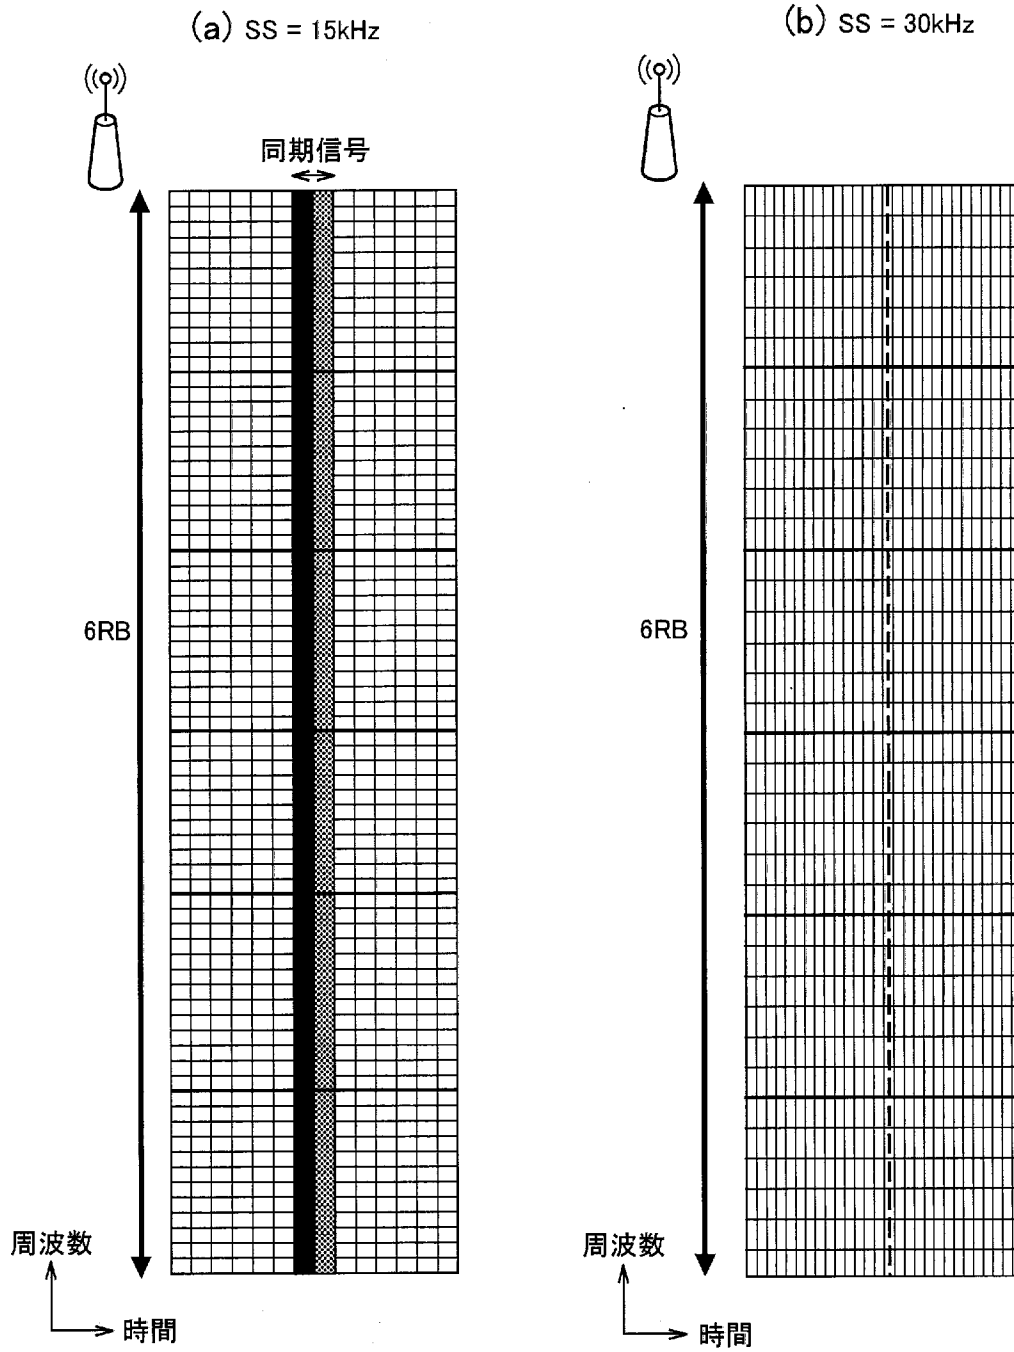 (a) SS = 15kHz
同期信号
6RB
周波数
時間
(b) SS = 30kHz
6RB
周波数
時間